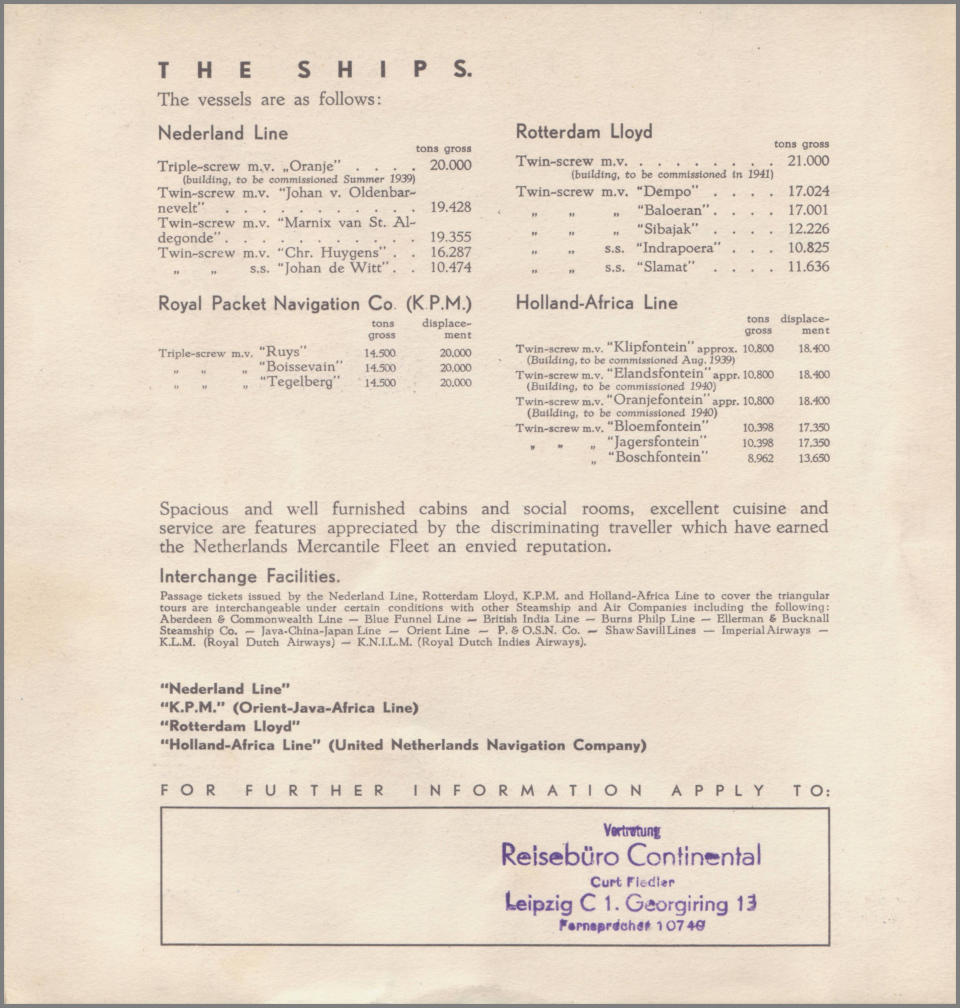 THE SHIPS.
The vessels are as follows:
Nederland Line
tons gross
Triple-screw m.v. „Oranje” . . . . 20.000
(building, to be commissioned Summer 1939)
Twin-screw m.v. “Johan v. Oldenbar-
nevelt” . . . . . . . . . . . 19.428
Twin-screw m.v. “Marnix van St. Al-
degonde” . . . . . . . . . . . 19.355
Twin-screw m.v. “Chr. Huygens” . . 16.287
„ „ s.s. “Johan de Witt” . . 10.474
Royal Packet Navigation Co. (K.P.M.)
tons displace-
gross ment
Triple-screw m.v. “Ruys” 14.500 20,000
„ „ „ “Boissevain” 14.500 20,000
„ „ „ “Tegelberg” 14.500 20,000
Rotterdam Lloyd
tons gross
Twin-screw m.v. . . . . . . . . 21.000
(building, to be commissioned in 1941)
Twin-screw m.v. “Dempo” . . . . 17.024
„ „ „ “Baloeran” . . . . 17.001
„ „ „ “Sibajak” . . . . 12.226
„ „ s.s. “Indrapoera” . . . 10.825
„ „ s.s. “Slamat” . . . . 11.636
Holland-Africa Line
tons displace-
gross ment
Twin-screw m.v. “Klipfontein” approx. 10,800 18.400
(Building, to be commissioned Aug. 1939)
Twin-screw m.v. “Elandsfontein” appr. 10,800 18.400
(Building, to be commissioned 1940)
Twin-screw m.v. “Oranjefontein” appr. 10,800 18.400
(Building, to be commissioned 1940)
Twin-screw m.v. “Bloemfontein” 10,398 17.350
„ „ „ “Jagersfontein” 10.398 17,350
„ “Boschfontein” 8.962 13,650
Spacious and well furnished cabins and social rooms, excellent cuisine and
service are features appreciated by the discriminating traveller which have earned
the Netherlands Mercantile Fleet an envied reputation.
Interchange Facilities.
Passage tickets issued by the Nederland Line, Rotterdam Lloyd, K.P.M. and Holland-Africa Line to cover the triangular
tours are interchangeable under certain conditions with other Steamship and Air Companies including the following:
Aberdeen & Commonwealth Line — Blue Funnel Line — British India Line — Burns Philp Line — Ellerman & Bucknall
Steamship Co. — Java-China-Japan Line — Orient Line — P. & O.S.N. Co. — Shaw Savill Lines — Imperial Airways —
K.L.M. (Royal Dutch Airways) — K.N.I.L.M. (Royal Dutch Indies Airways).
“Nederland Line”
“K.P.M.” (Orient-Java-Africa Line)
“Rotterdam Lloyd”
“Holland-Africa Line” (United Netherlands Navigation Company)
FOR FURTHER INFORMATION APPLY TO:
Vertretung
Reisebüro Continental
Curt Fiedler
Leipzig C 1. Georgiring 13
Fernsprecher 10740